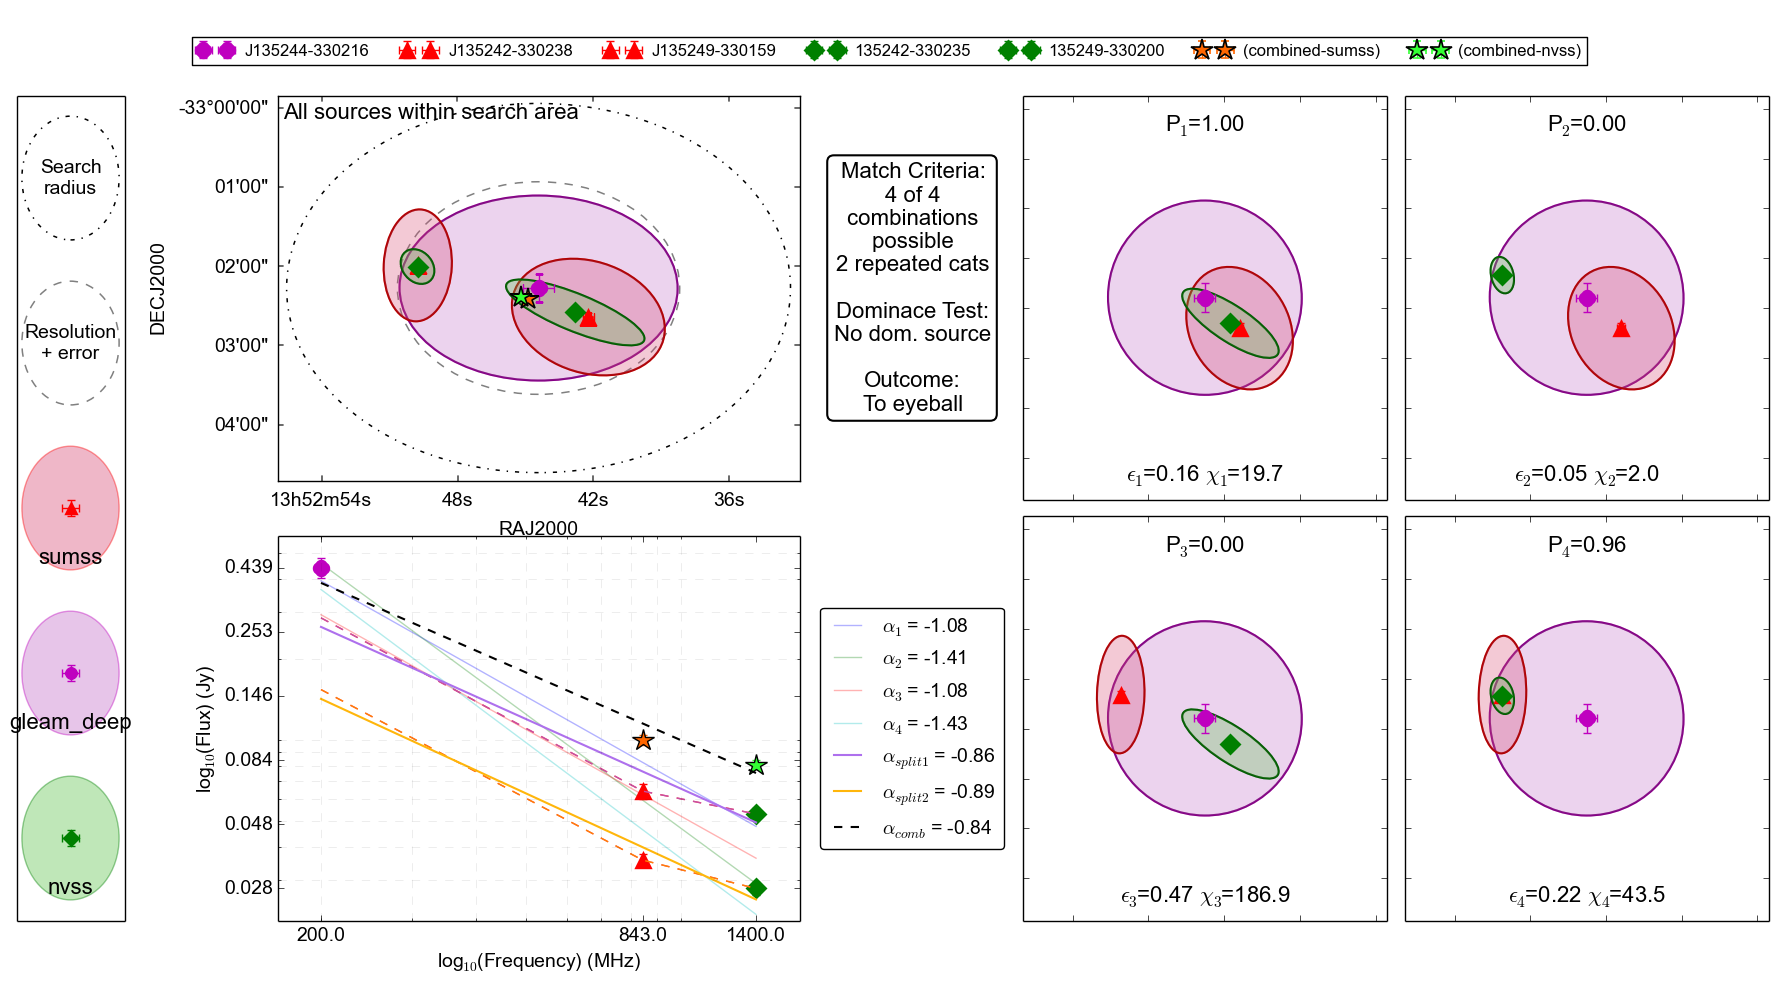 J135244-330216 J135242-330238 J135249-330159 135242-330235 135249-330200 (combined-sumss) (combined-nvss)
Search
radius
Resolution
+ error
sumss
gleam_deep
nvss
All sources within search area
-33°00'00"
01'00"
02'00"
03'00"
04'00"
DECJ2000
13h52m54s 48s 42s 36s
RAJ2000
Match Criteria:
4 of 4
combinations
possible
2 repeated cats
Dominace Test:
No dom. source
Outcome:
To eyeball
P1=1.00
ϵ1=0.16 χ1=19.7
P2=0.00
ϵ2=0.05 χ2=2.0
P3=0.00
ϵ3=0.47 χ3=186.9
P4=0.96
ϵ4=0.22 χ4=43.5
0.439
0.253
0.146
0.084
0.048
0.028
log10(Flux) (Jy)
200.0 843.0 1400.0
log10(Frequency) (MHz)
α1 = -1.08
α2 = -1.41
α3 = -1.08
α4 = -1.43
αsplit1 = -0.86
αsplit2 = -0.89
αcomb = -0.84